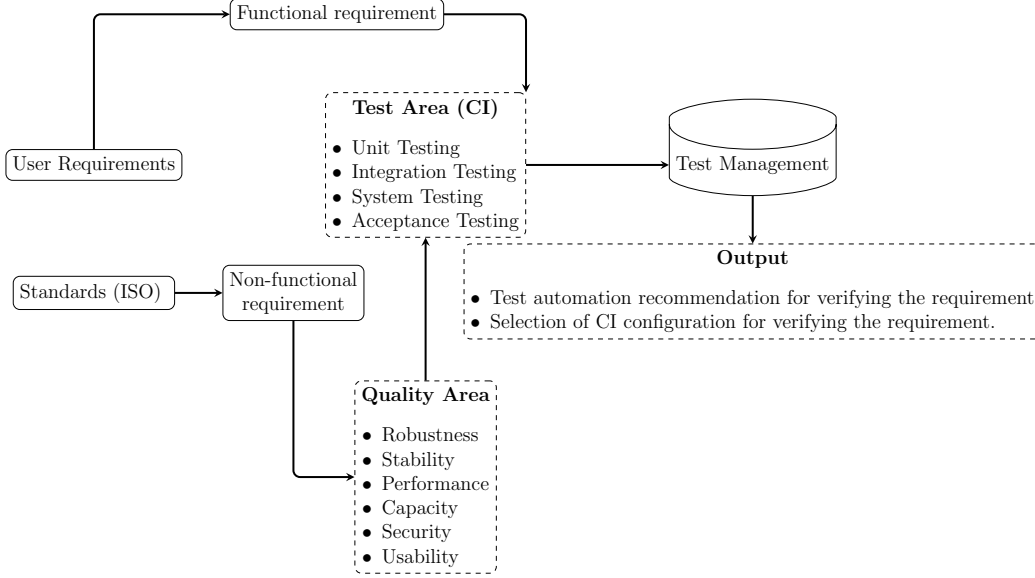 Functional requirement
User Requirements
Test Area (CI)
● Unit Testing
● Integration Testing
● System Testing
● Acceptance Testing
Test Management
Standards (ISO)
Non-functional
requirement
Output
● Test automation recommendation for verifying the requirement
● Selection of CI configuration for verifying the requirement.
Quality Area
● Robustness
● Stability
● Performance
● Capacity
● Security
● Usability